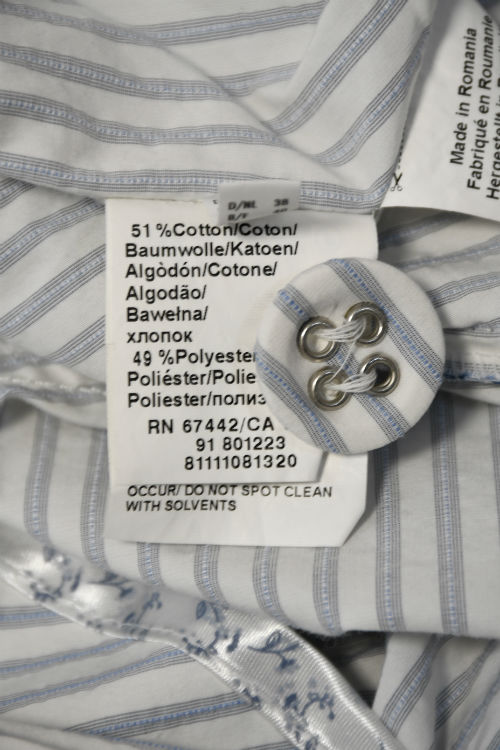 Made in Romania
Fabriqué en Roumanie
D/NL 38
51 %Cotton/Coton/
Baumwolle/Katoen/
Algòdón/Cotone/
Algodão/
Bawełna/
хлопок
49 %Polyester
Poliéster/Polie
Poliester/полиэ
RN 67442/CA
91 801223
81111081320
OCCUR/ DO NOT SPOT CLEAN
WITH SOLVENTS